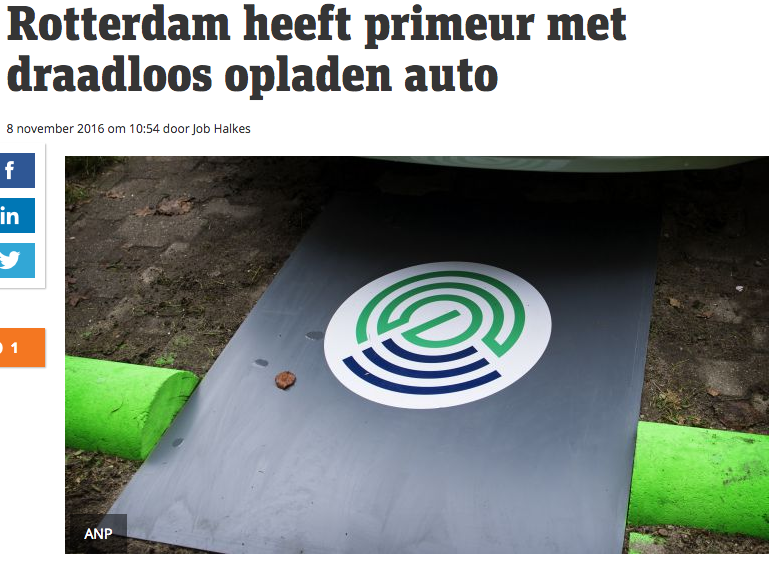 Rotterdam heeft primeur met
draadloos opladen auto
8 november 2016 om 10:54 door Job Halkes
f
in
1
ANP